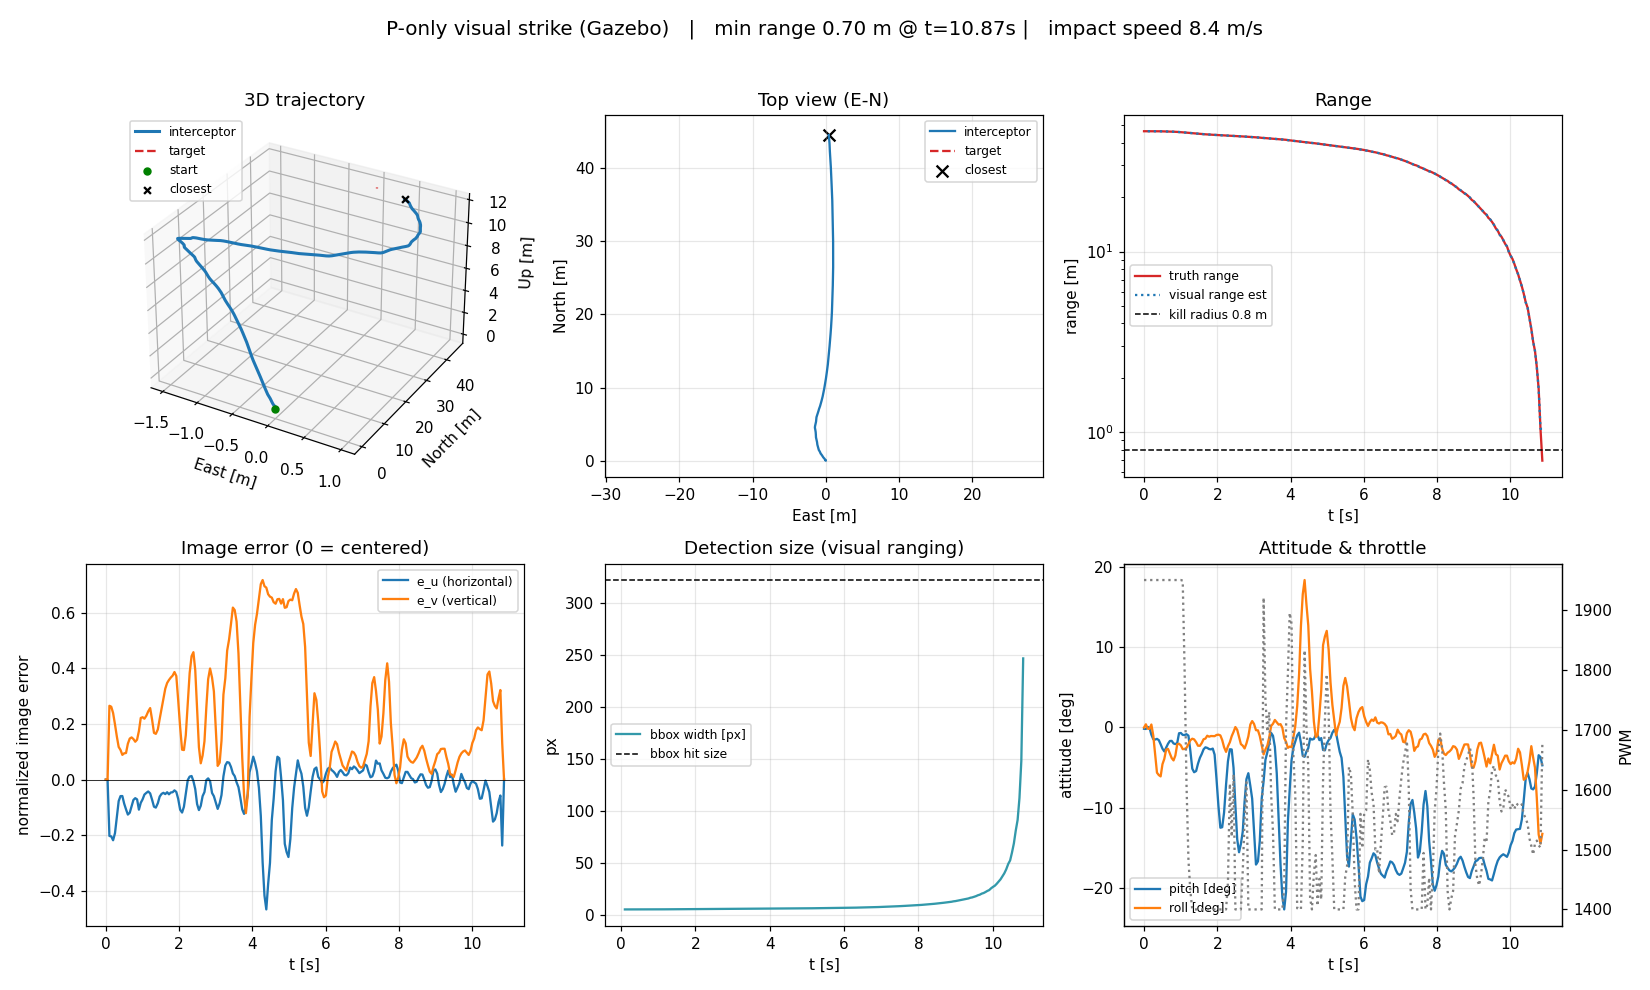 P-only visual strike (Gazebo)   |   min range 0.70 m @ t=10.87s |   impact speed 8.4 m/s
3D trajectory
interceptor
target
start
closest
12
10
8
6
4
2
0
Up [m]
−1.5
−1.0
−0.5
0.0
0.5
1.0
East [m]
0
10
20
30
40
North [m]
Top view (E-N)
interceptor
target
closest
40
30
20
10
0
North [m]
−30
−20
−10
0
10
20
East [m]
Range
truth range
visual range est
kill radius 0.8 m
10¹
10⁰
range [m]
0
2
4
6
8
10
t [s]
Image error (0 = centered)
e_u (horizontal)
e_v (vertical)
0.6
0.4
0.2
0.0
−0.2
−0.4
normalized image error
0
2
4
6
8
10
t [s]
Detection size (visual ranging)
bbox width [px]
bbox hit size
300
250
200
150
100
50
0
px
0
2
4
6
8
10
t [s]
Attitude & throttle
pitch [deg]
roll [deg]
20
10
0
−10
−20
attitude [deg]
1900
1800
1700
1600
1500
1400
PWM
0
2
4
6
8
10
t [s]